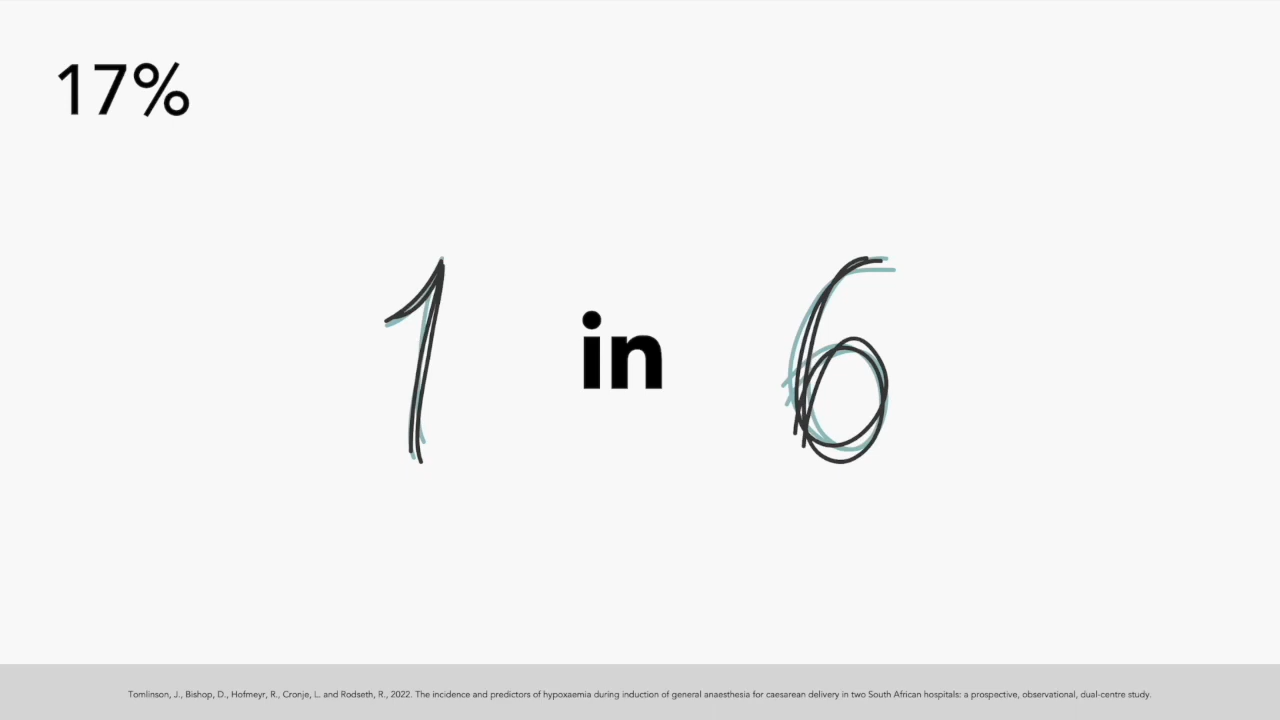 17%
1 in 6
Tomlinson, J., Bishop, D., Hofmeyr, R., Cronje, L. and Rodseth, R., 2022. The incidence and predictors of hypoxaemia during induction of general anaesthesia for caesarean delivery in two South African hospitals: a prospective, observational, dual-centre study.